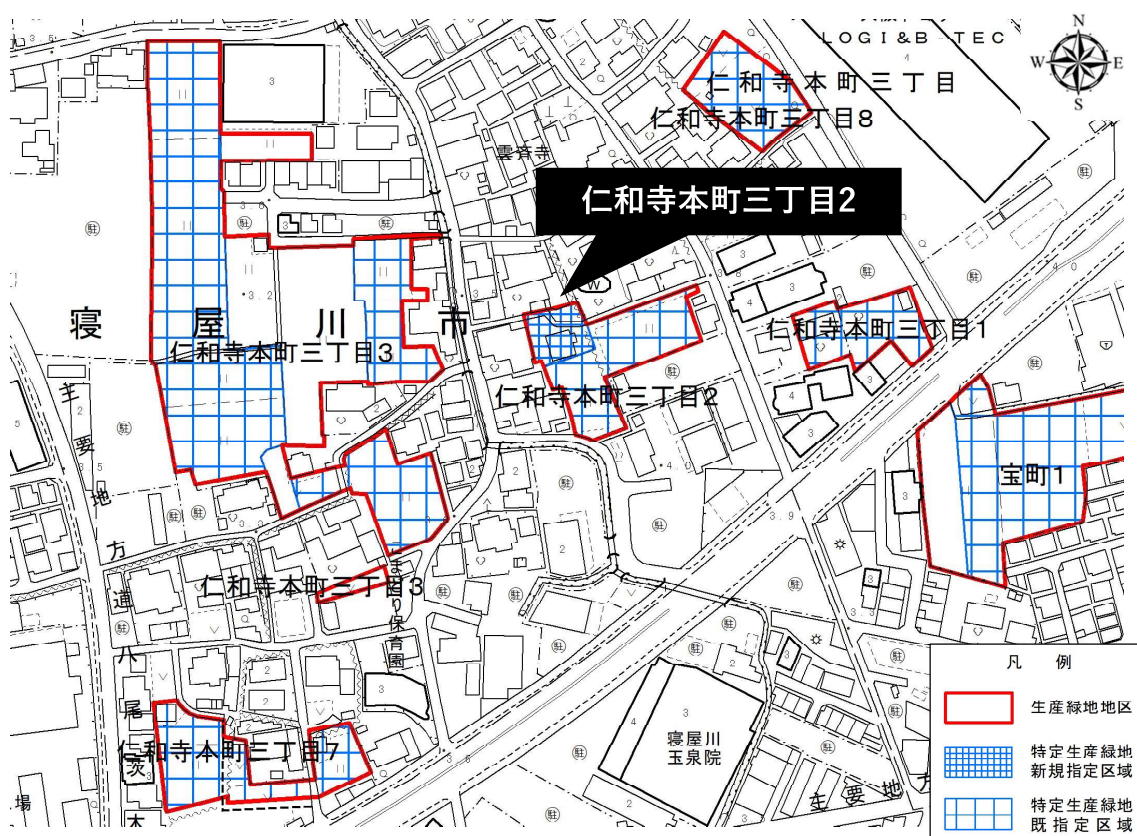 LOGI&B TEC
N
W
E
S
仁和寺本町三丁目
仁和寺本町三丁目8
雲斉寺
仁和寺本町三丁目2
寝屋川市
仁和寺本町三丁目3
仁和寺本町三丁目1
仁和寺本町三丁目2
宝町1
主要地方道八尾茨木
仁和寺本町三丁目3
仁和寺本町三丁目7
寝屋川
玉泉院
場
主要地方
凡例
生産緑地地区
特定生産緑地
新規指定区域
特定生産緑地
既指定区域